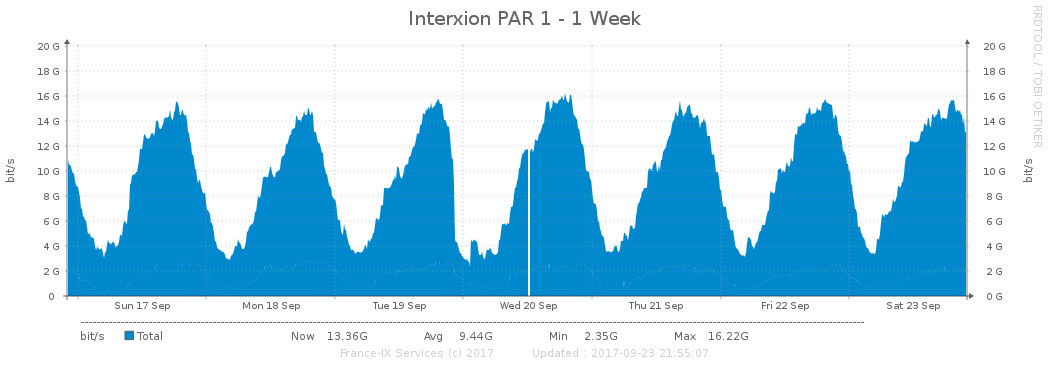 Interxion PAR 1 - 1 Week
RRDTOOL / TOBI OETIKER
bit/s
20 G
18 G
16 G
14 G
12 G
10 G
8 G
6 G
4 G
2 G
0
20 G
18 G
16 G
14 G
12 G
10 G
8 G
6 G
4 G
2 G
0 G
bit/s
Sun 17 Sep Mon 18 Sep Tue 19 Sep Wed 20 Sep Thu 21 Sep Fri 22 Sep Sat 23 Sep
bit/s Total Now 13.36G Avg 9.44G Min 2.35G Max 16.22G
France-IX Services (c) 2017 Updated : 2017-09-23 21:55:07